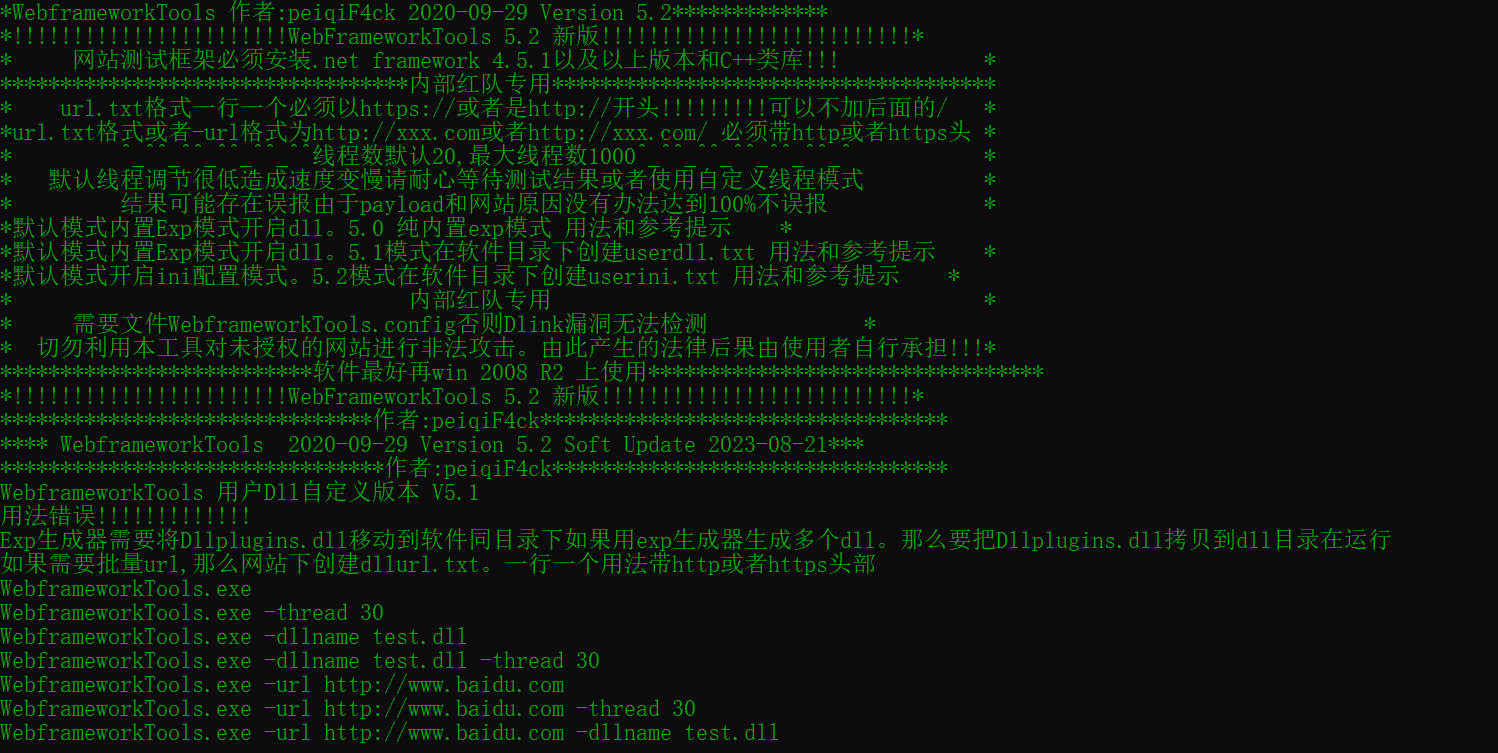 *WebframeworkTools 作者:peiqiF4ck 2020-09-29 Version 5.2*************
*!!!!!!!!!!!!!!!!!!!!!!!WebFrameworkTools 5.2 新版!!!!!!!!!!!!!!!!!!!!!!!!!!*
*     网站测试框架必须安装.net framework 4.5.1以及以上版本和C++类库!!!            *
**********************************内部红队专用*************************************
*    url.txt格式一行一个必须以https://或者是http://开头!!!!!!!!!可以不加后面的/   *
*url.txt格式或者-url格式为http://xxx.com或者http://xxx.com/ 必须带http或者https头 *
*         ^_^^_^^_^^_^^_^^线程数默认20,最大线程数1000^_^^_^^_^^_^^_^^_^           *
*   默认线程调节很低造成速度变慢请耐心等待测试结果或者使用自定义线程模式          *
*         结果可能存在误报由于payload和网站原因没有办法达到100%不误报             *
*默认模式内置Exp模式开启dll。5.0 纯内置exp模式 用法和参考提示    *
*默认模式内置Exp模式开启dll。5.1模式在软件目录下创建userdll.txt 用法和参考提示    *
*默认模式开启ini配置模式。5.2模式在软件目录下创建userini.txt 用法和参考提示    *
*                                 内部红队专用                                    *
*     需要文件WebframeworkTools.config否则Dlink漏洞无法检测             *
*  切勿利用本工具对未授权的网站进行非法攻击。由此产生的法律后果由使用者自行承担!!!*
**************************软件最好再win 2008 R2 上使用*********************************
*!!!!!!!!!!!!!!!!!!!!!!!WebFrameworkTools 5.2 新版!!!!!!!!!!!!!!!!!!!!!!!!!!*
*******************************作者:peiqiF4ck**********************************
**** WebframeworkTools  2020-09-29 Version 5.2 Soft Update 2023-08-21***
********************************作者:peiqiF4ck*********************************
WebframeworkTools 用户Dll自定义版本 V5.1
用法错误!!!!!!!!!!!!!
Exp生成器需要将Dllplugins.dll移动到软件同目录下如果用exp生成器生成多个dll。那么要把Dllplugins.dll拷贝到dll目录在运行
如果需要批量url,那么网站下创建dllurl.txt。一行一个用法带http或者https头部
WebframeworkTools.exe
WebframeworkTools.exe -thread 30
WebframeworkTools.exe -dllname test.dll
WebframeworkTools.exe -dllname test.dll -thread 30
WebframeworkTools.exe -url http://www.baidu.com
WebframeworkTools.exe -url http://www.baidu.com -thread 30
WebframeworkTools.exe -url http://www.baidu.com -dllname test.dll